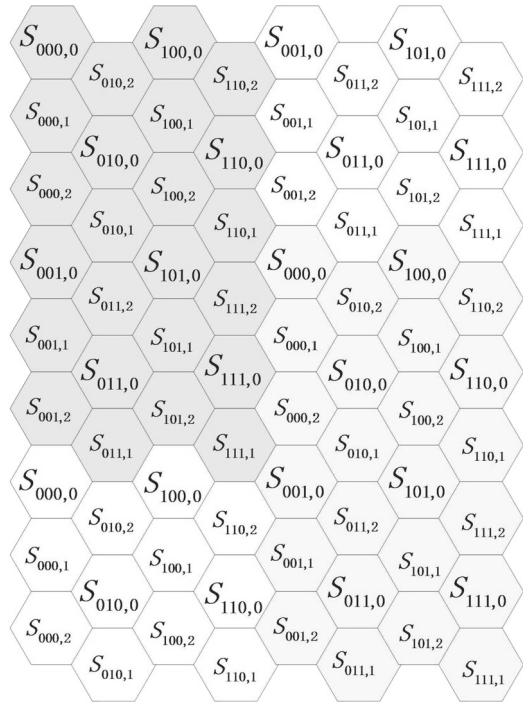 S000,0 S100,0 S001,0 S101,0
S010,2 S110,2 S011,2 S111,2
S000,1 S100,1 S001,1 S101,1
S010,0 S110,0 S011,0 S111,0
S000,2 S100,2 S001,2 S101,2
S010,1 S110,1 S011,1 S111,1
S001,0 S101,0 S000,0 S100,0
S011,2 S111,2 S010,2 S110,2
S001,1 S101,1 S000,1 S100,1
S011,0 S111,0 S010,0 S110,0
S001,2 S101,2 S000,2 S100,2
S011,1 S111,1 S010,1 S110,1
S000,0 S100,0 S001,0 S101,0
S010,2 S110,2 S011,2 S111,2
S000,1 S100,1 S001,1 S101,1
S010,0 S110,0 S011,0 S111,0
S000,2 S100,2 S001,2 S101,2
S010,1 S110,1 S011,1 S111,1